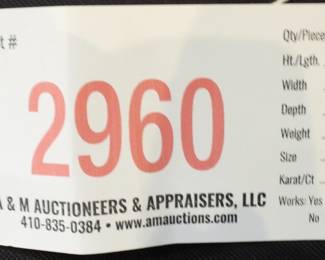 t #
2960
A & M AUCTIONEERS & APPRAISERS, LLC
410-835-0384 • www.amauctions.com
Qty/Piece
Ht./Lgth.
Width
Depth
Weight
Size
Karat/Ct
Works: Yes
No